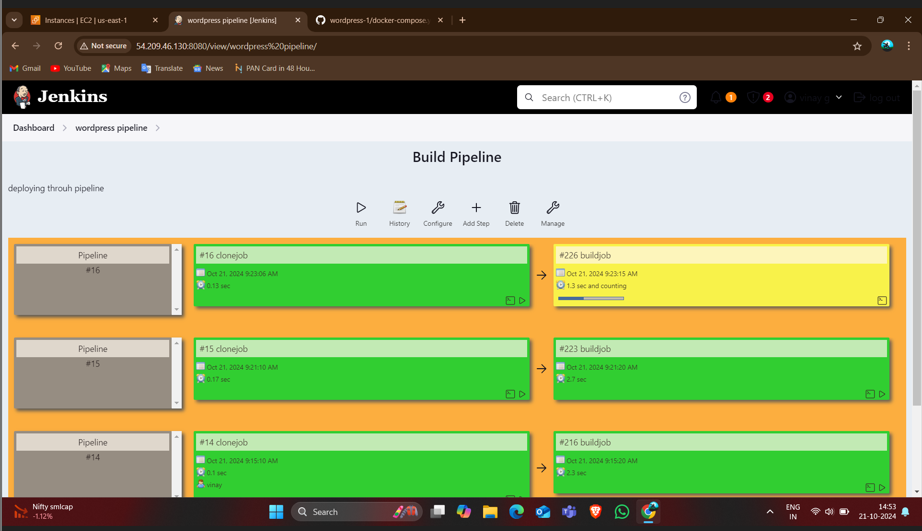 Instances | EC2 | us-east-1
wordpress pipeline [Jenkins]
wordpress-1/docker-compose.
Not secure
54.209.46.130:8080/view/wordpress%20pipeline/
Gmail
YouTube
Maps
Translate
News
PAN Card in 48 Hou...
Jenkins
Search (CTRL+K)
?
1
2
vinay g
log out
Dashboard
wordpress pipeline
Build Pipeline
deploying throuh pipeline
Run
History
Configure
Add Step
Delete
Manage
Pipeline
#16
#16 clonejob
Oct 21, 2024 9:23:06 AM
0.13 sec
#226 buildjob
Oct 21, 2024 9:23:15 AM
1.3 sec and counting
Pipeline
#15
#15 clonejob
Oct 21, 2024 9:21:10 AM
0.17 sec
#223 buildjob
Oct 21, 2024 9:21:20 AM
2.7 sec
Pipeline
#14
#14 clonejob
Oct 21, 2024 9:15:10 AM
0.1 sec
vinay
#216 buildjob
Oct 21, 2024 9:15:20 AM
2.3 sec
Nifty smlcap
-1.12%
Search
ENG
IN
14:53
21-10-2024